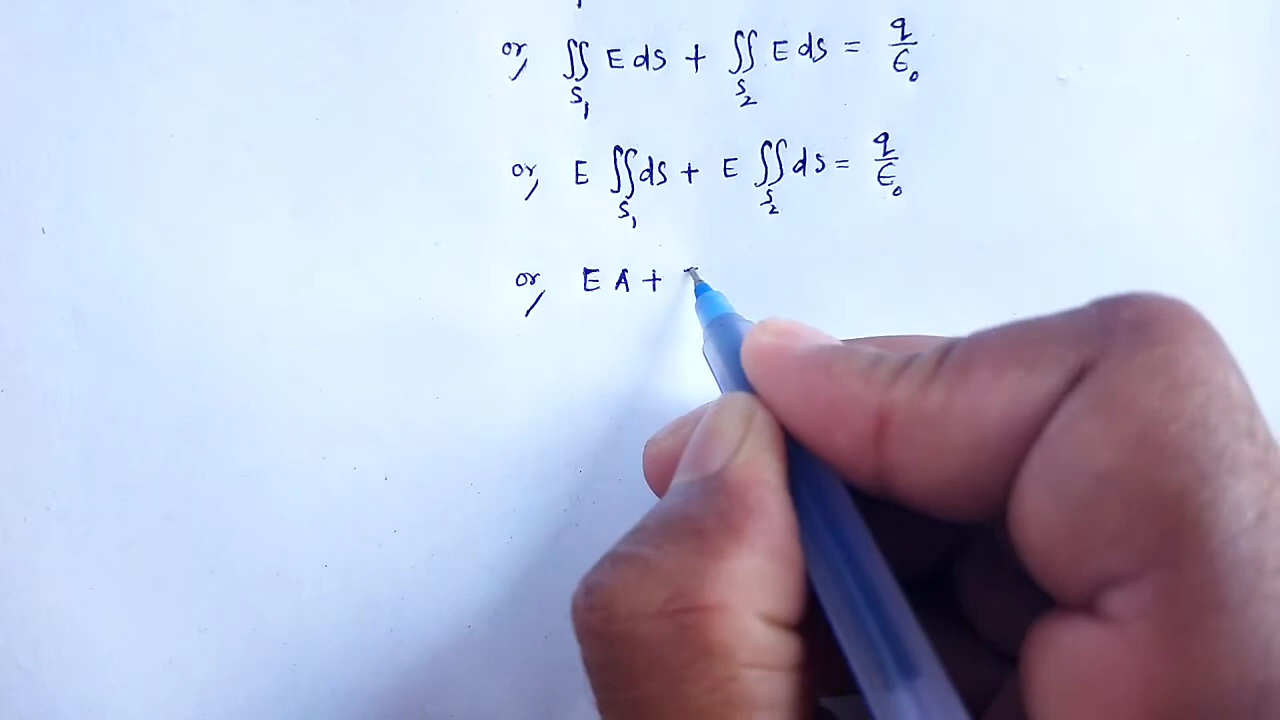 or, ∬S₁ E dS + ∬S₂ E dS = q/ϵ₀
or, E ∬S₁ dS + E ∬S₂ dS = q/ϵ₀
or, E A +